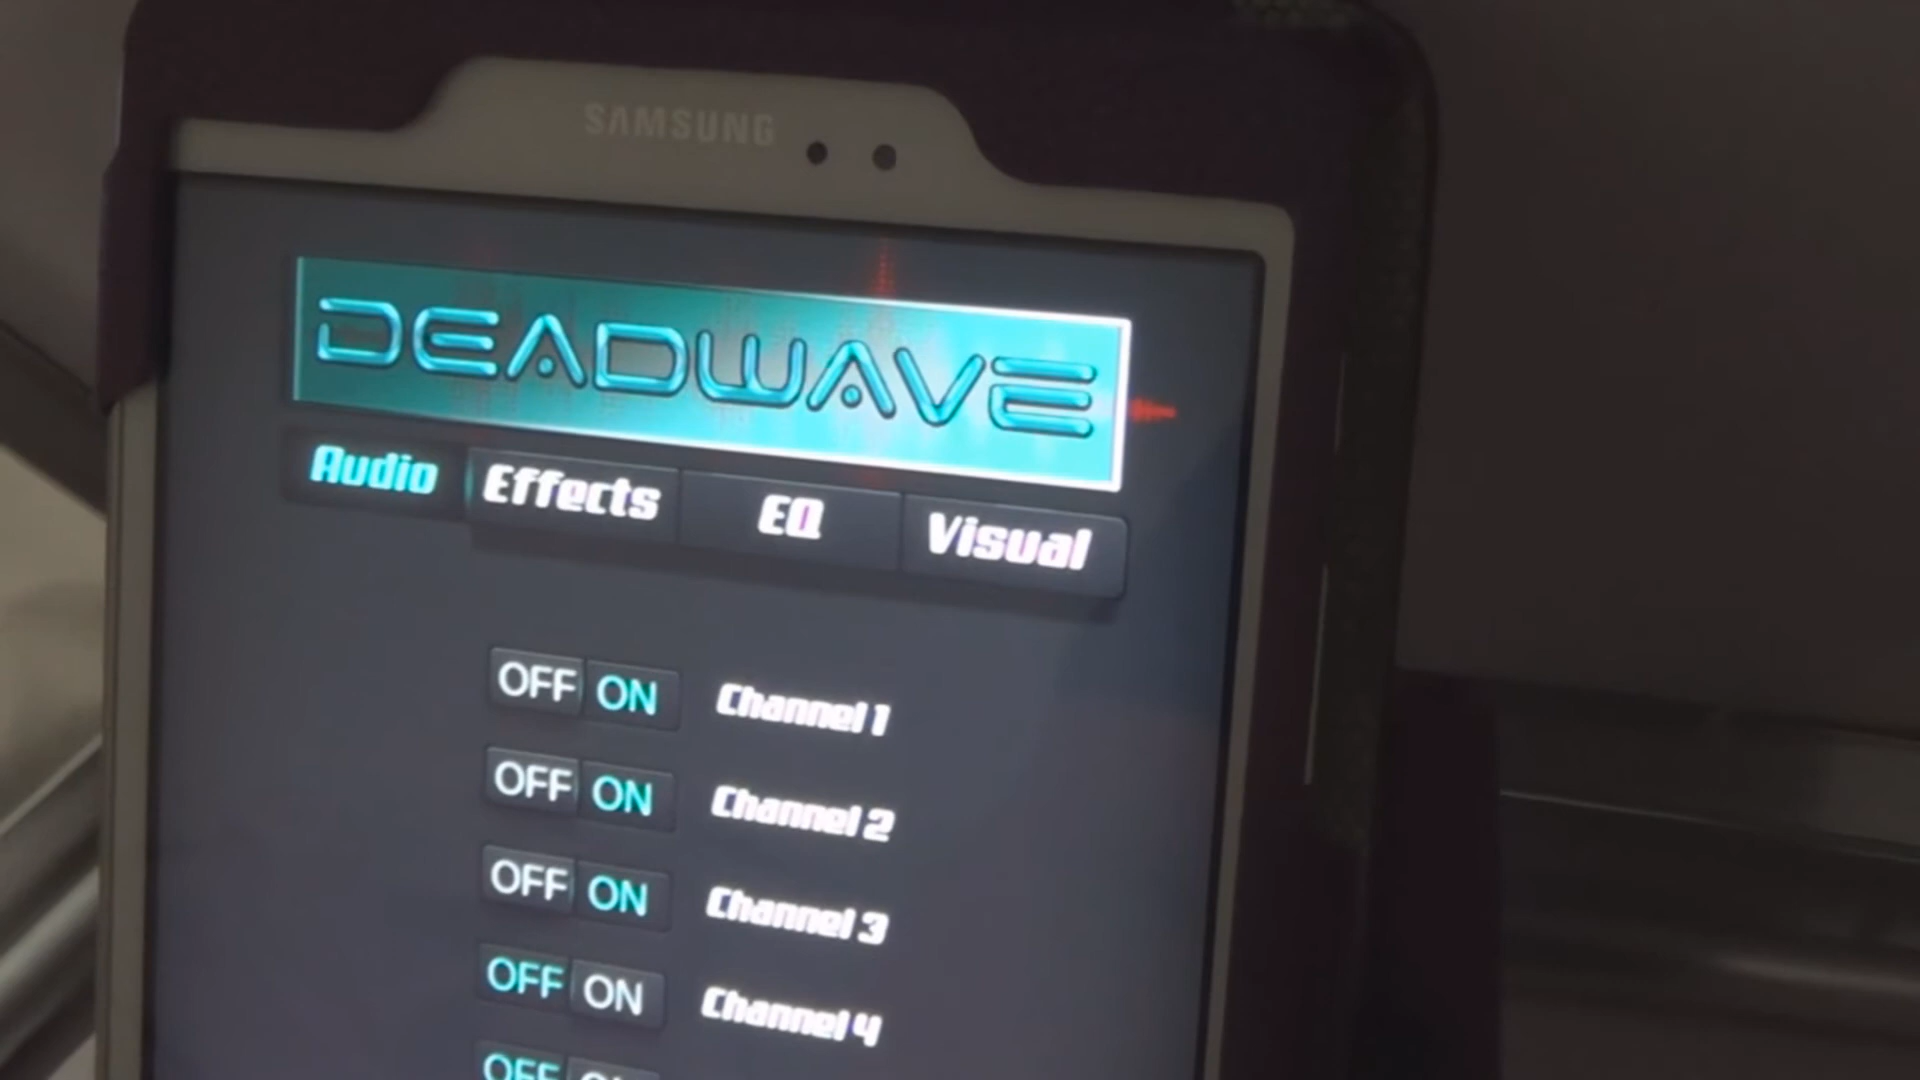 SAMSUNG
DEADWAVE
Audio Effects EQ Visual
OFF ON Channel 1
OFF ON Channel 2
OFF ON Channel 3
OFF ON Channel 4
OFF